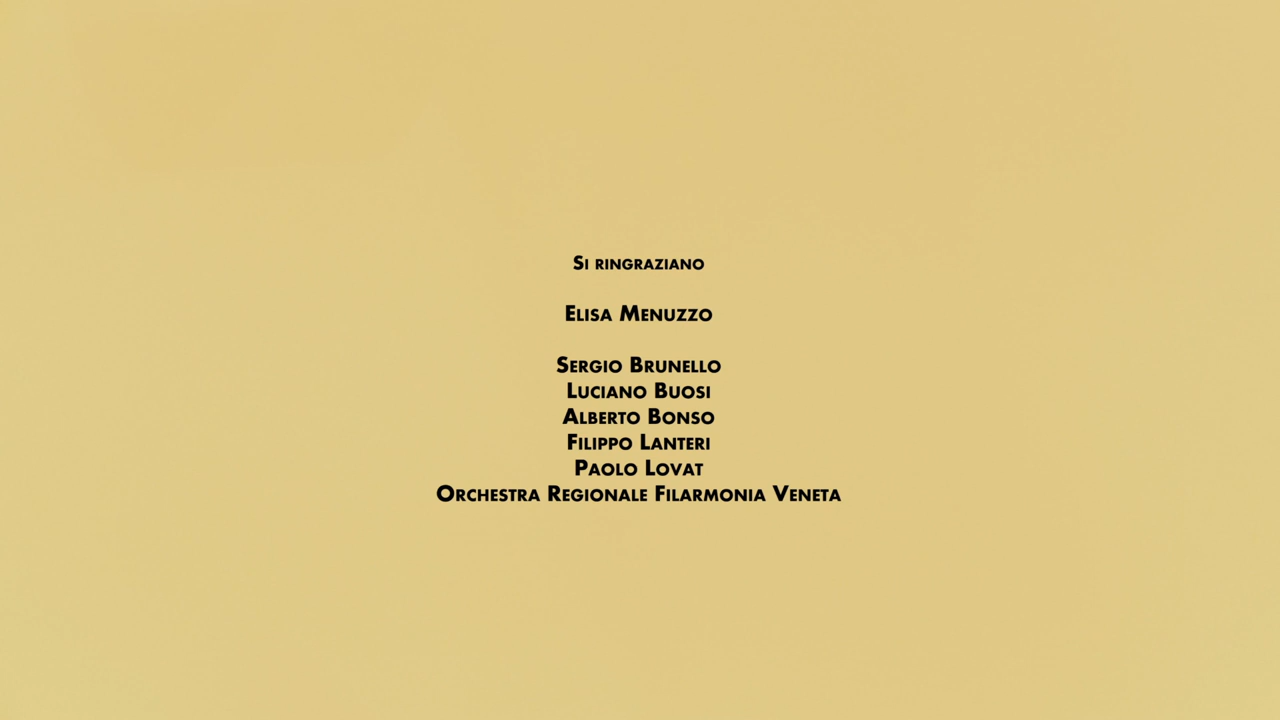 Si ringraziano
Elisa Menuzzo
Sergio Brunello
Luciano Buosi
Alberto Bonso
Filippo Lanteri
Paolo Lovat
Orchestra Regionale Filarmonia Veneta